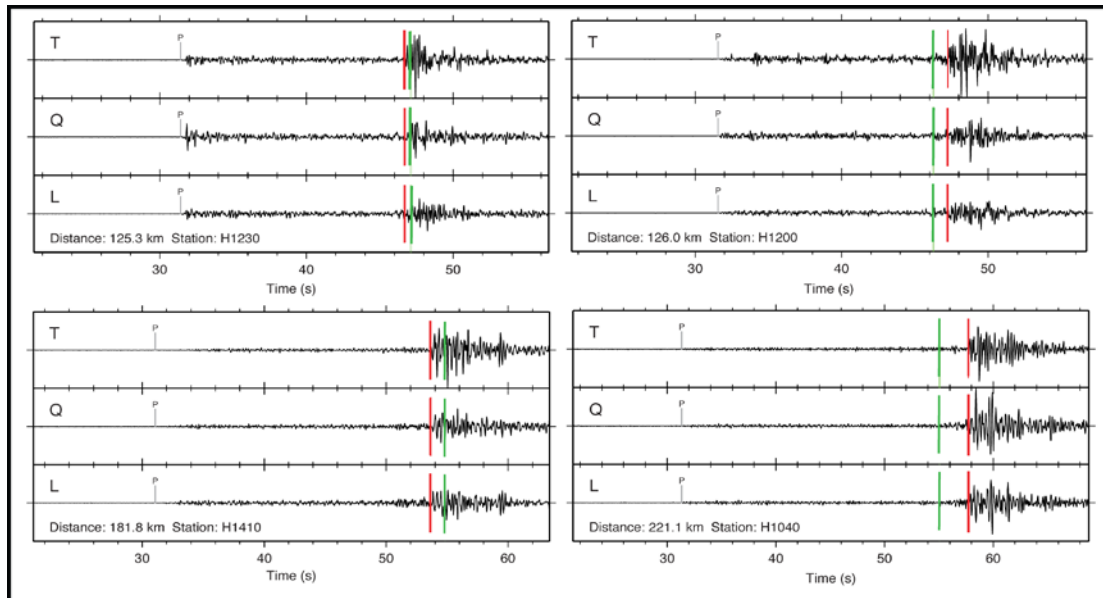 T
P
Q
P
L
P
Distance: 125.3 km Station: H1230
30 40 50
Time (s)
T
P
Q
P
L
P
Distance: 126.0 km Station: H1200
30 40 50
Time (s)
T
P
Q
P
L
P
Distance: 181.8 km Station: H1410
30 40 50 60
Time (s)
T
P
Q
P
L
P
Distance: 221.1 km Station: H1040
30 40 50 60
Time (s)